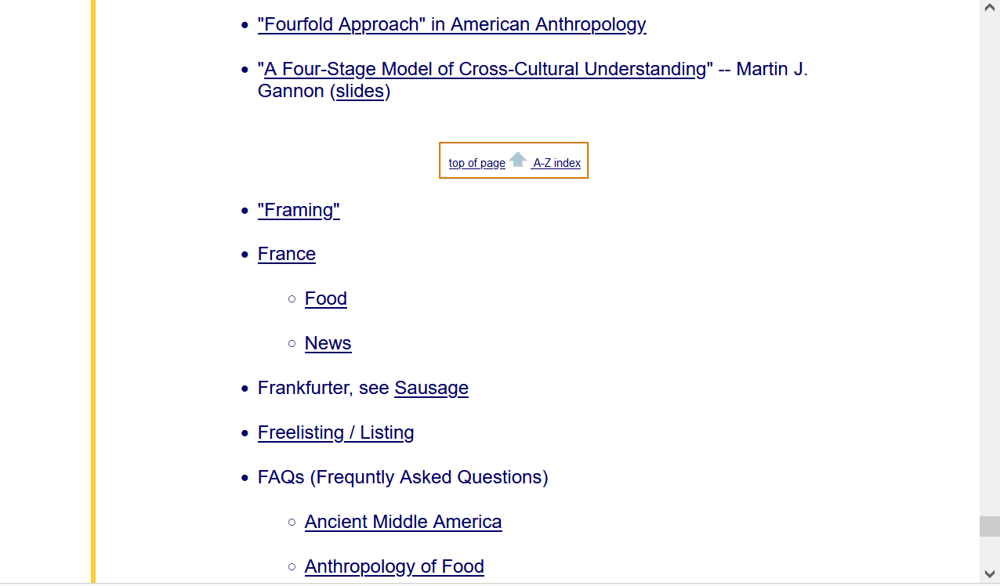 "Fourfold Approach" in American Anthropology
"A Four-Stage Model of Cross-Cultural Understanding" -- Martin J.
Gannon (slides)
top of page A-Z index
"Framing"
France
Food
News
Frankfurter, see Sausage
Freelisting / Listing
FAQs (Frequntly Asked Questions)
Ancient Middle America
Anthropology of Food